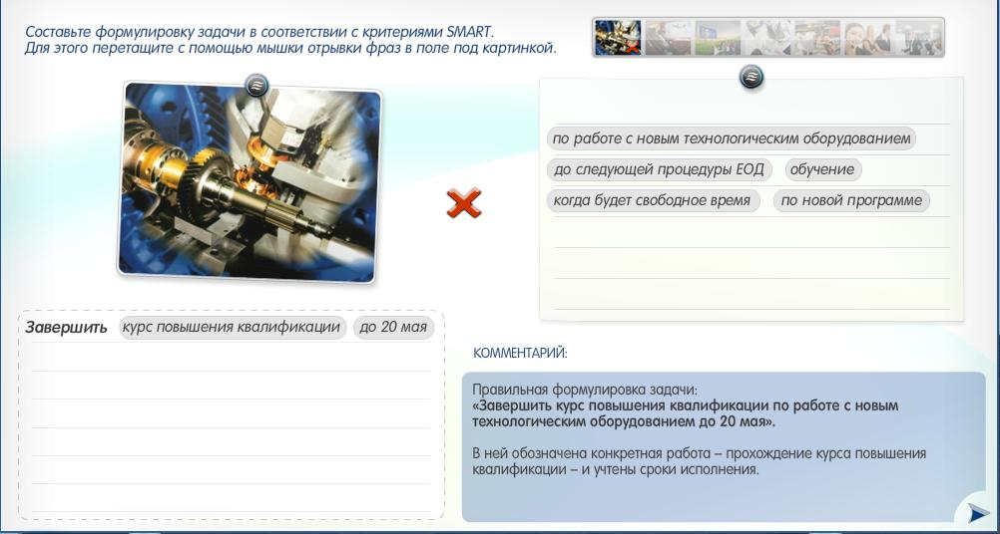 Составьте формулировку задачи в соответствии с критериями SMART.
Для этого перетащите с помощью мышки отрывки фраз в поле под картинкой.
по работе с новым технологическим оборудованием
до следующей процедуры ЕОД обучение
когда будет свободное время по новой программе
Завершить курс повышения квалификации до 20 мая
КОММЕНТАРИЙ:
Правильная формулировка задачи:
«Завершить курс повышения квалификации по работе с новым
технологическим оборудованием до 20 мая».
В ней обозначена конкретная работа – прохождение курса повышения
квалификации – и учтены сроки исполнения.